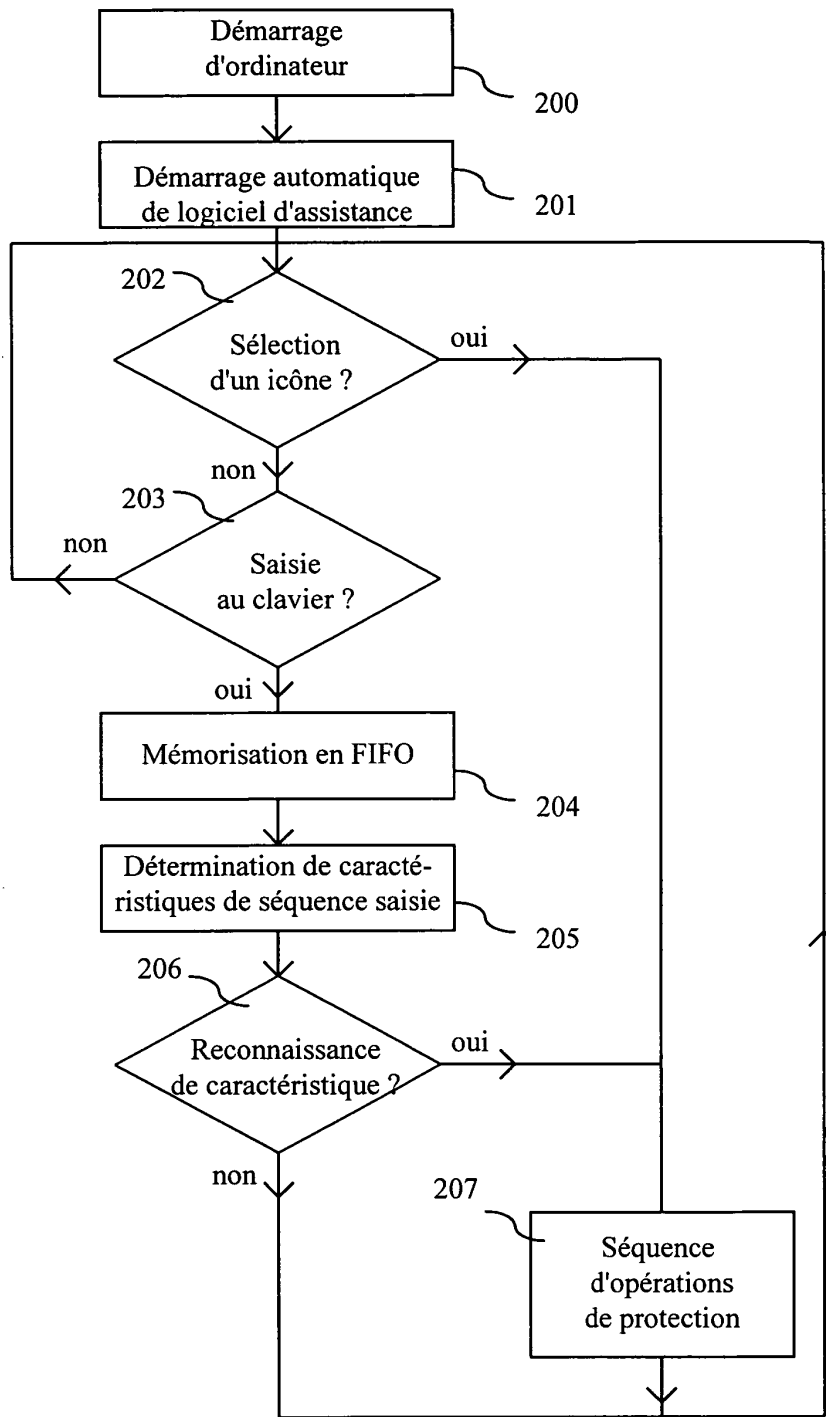 Démarrage
d'ordinateur
200
Démarrage automatique
de logiciel d'assistance
201
202
Sélection
d'un icône ?
oui
non
203
non
Saisie
au clavier ?
oui
Mémorisation en FIFO
204
Détermination de caracté-
ristiques de séquence saisie
205
206
Reconnaissance
de caractéristique ?
oui
non
207
Séquence
d'opérations
de protection